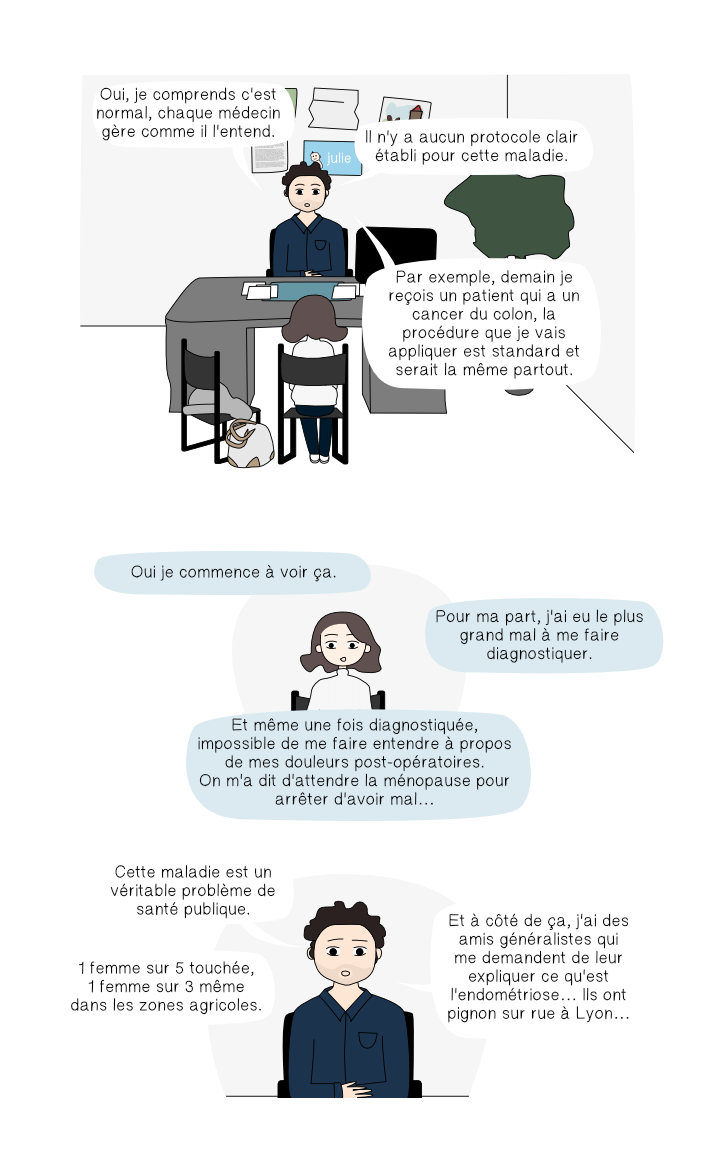 Oui, je comprends c'est
normal, chaque médecin
gère comme il l'entend.
Il n'y a aucun protocole clair
établi pour cette maladie.
julie
Par exemple, demain je
reçois un patient qui a un
cancer du colon, la
procédure que je vais
appliquer est standard et
serait la même partout.
Oui je commence à voir ça.
Pour ma part, j'ai eu le plus
grand mal à me faire
diagnostiquer.
Et même une fois diagnostiquée,
impossible de me faire entendre à propos
de mes douleurs post-opératoires.
On m'a dit d'attendre la ménopause pour
arrêter d'avoir mal...
Cette maladie est un
véritable problème de
santé publique.
1 femme sur 5 touchée,
1 femme sur 3 même
dans les zones agricoles.
Et à côté de ça, j'ai des
amis généralistes qui
me demandent de leur
expliquer ce qu'est
l'endométriose... Ils ont
pignon sur rue à Lyon...